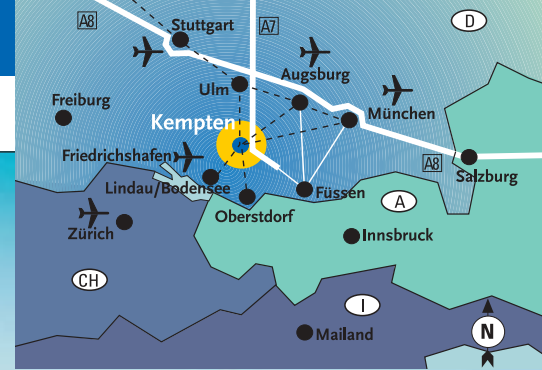 A8
Stuttgart
A7
D
Augsburg
Ulm
München
Freiburg
Kempten
Friedrichshafen
A8
Salzburg
Lindau/Bodensee
Füssen
Oberstdorf
A
Zürich
Innsbruck
CH
I
Mailand
N